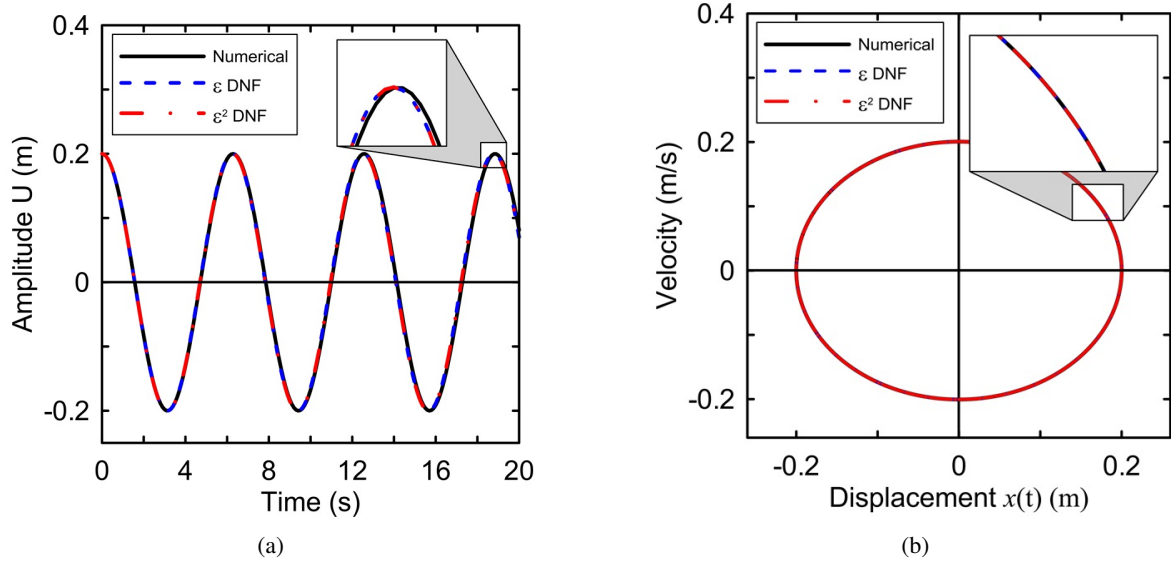 0.4
0.2
0
-0.2
Amplitude U (m)
Numerical
ε DNF
ε² DNF
0 4 8 12 16 20
Time (s)
(a)
0.4
0.2
0
-0.2
Velocity (m/s)
Numerical
ε DNF
ε² DNF
-0.2 0 0.2
Displacement x(t) (m)
(b)